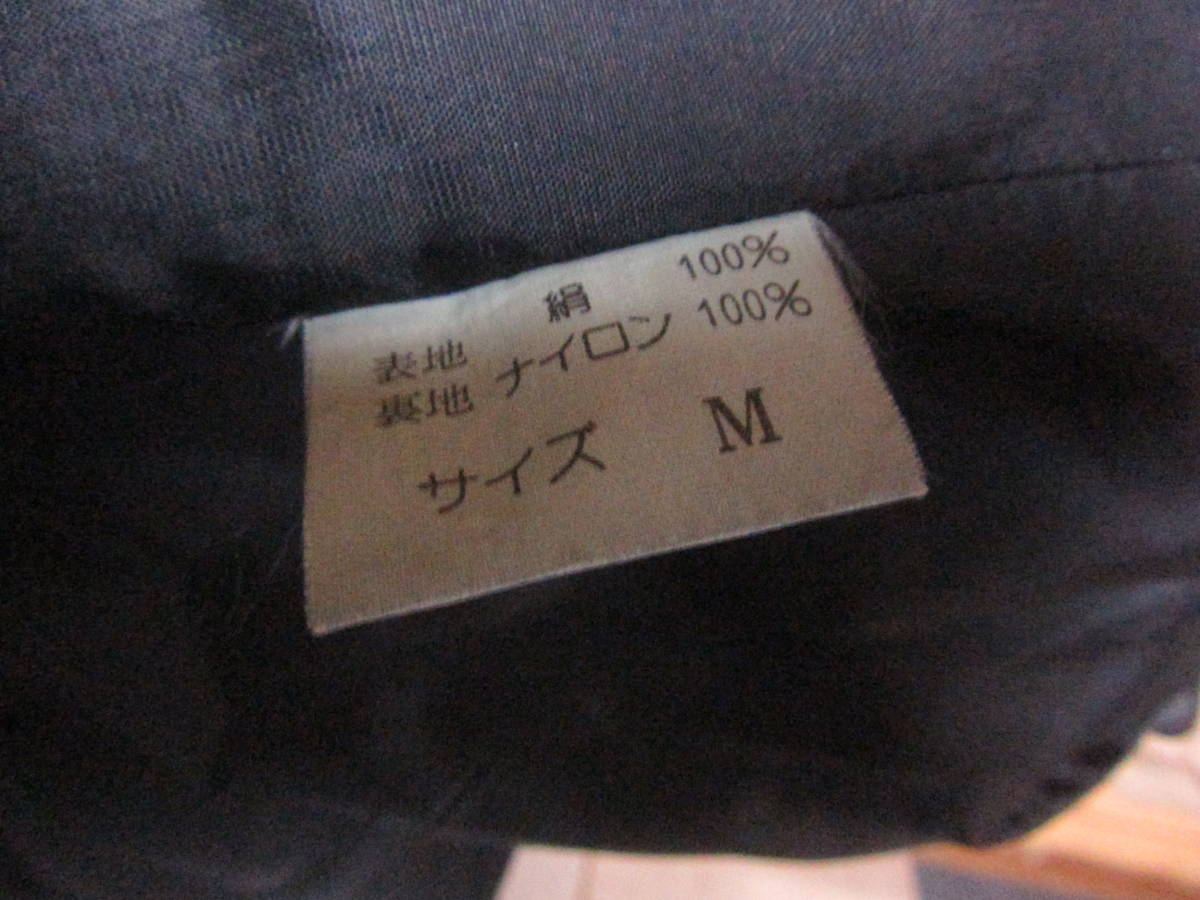 表地 絹 100%
裏地 ナイロン 100%
サイズ M